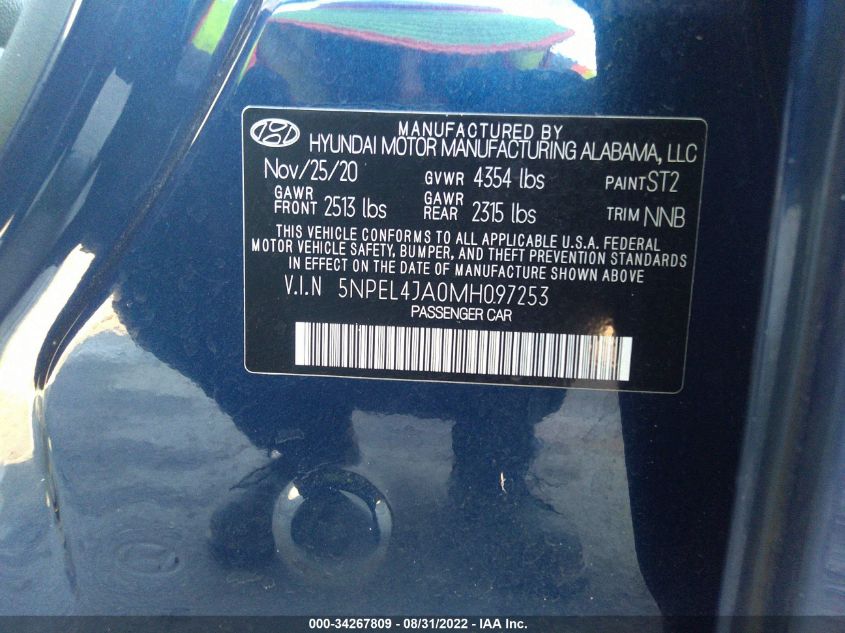 MANUFACTURED BY
HYUNDAI MOTOR MANUFACTURING ALABAMA, LLC
Nov/25/20 GVWR 4354 lbs PAINT ST2
GAWR FRONT 2513 lbs GAWR REAR 2315 lbs TRIM NNB
THIS VEHICLE CONFORMS TO ALL APPLICABLE U.S.A. FEDERAL
MOTOR VEHICLE SAFETY, BUMPER, AND THEFT PREVENTION STANDARDS
IN EFFECT ON THE DATE OF MANUFACTURE SHOWN ABOVE
V.I.N 5NPEL4JA0MH097253
PASSENGER CAR
000-34267809 - 08/31/2022 - IAA Inc.